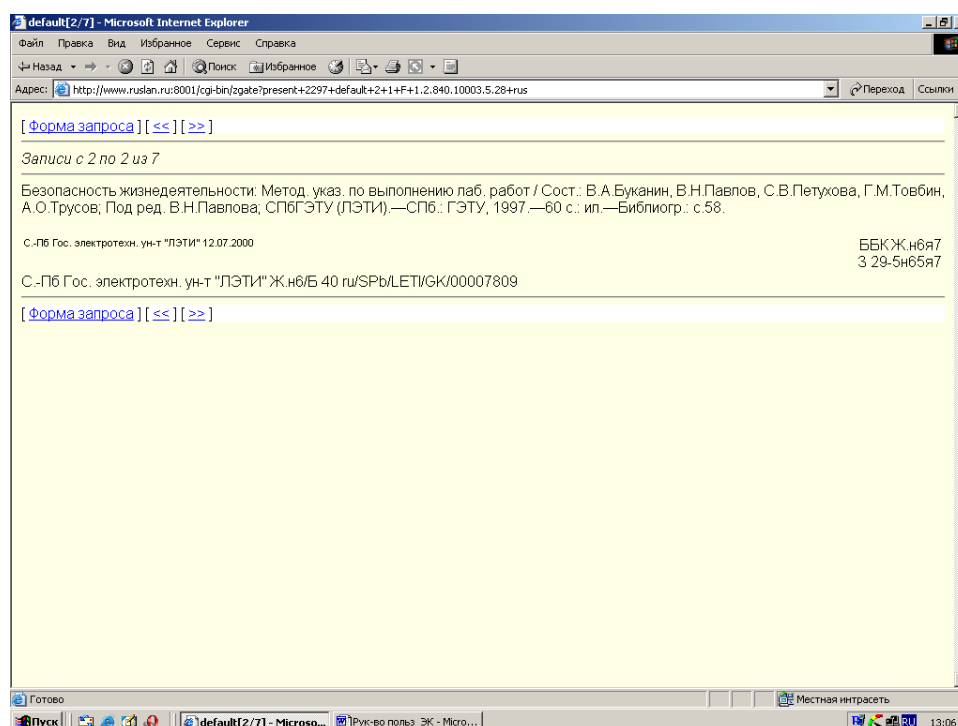 default[2/7] - Microsoft Internet Explorer
Файл Правка Вид Избранное Сервис Справка
Назад Поиск Избранное
Адрес: http://www.ruslan.ru:8001/cgi-bin/zgate?present+2297+default+2+1+F+1.2.840.10003.5.28+rus Переход Ссылки
[ Форма запроса ] [ << ] [ >> ]
Записи с 2 по 2 из 7
Безопасность жизнедеятельности: Метод. указ. по выполнению лаб. работ / Сост.: В.А.Буканин, В.Н.Павлов, С.В.Петухова, Г.М.Товбин,
А.О.Трусов; Под ред. В.Н.Павлова; СПбГЭТУ (ЛЭТИ).—СПб.: ГЭТУ, 1997.—60 с.: ил.—Библиогр.: с.58.
С.-Пб Гос. электротехн. ун-т "ЛЭТИ" 12.07.2000
ББК Ж.н6я7
З 29-5н65я7
С.-Пб Гос. электротехн. ун-т "ЛЭТИ" Ж.н6/Б 40 ru/SPb/LETI/GK/00007809
[ Форма запроса ] [ << ] [ >> ]
Готово Местная интрасеть
Пуск default[2/7] - Microso... Рук-во польз_ЭК - Micro... RU 13:06